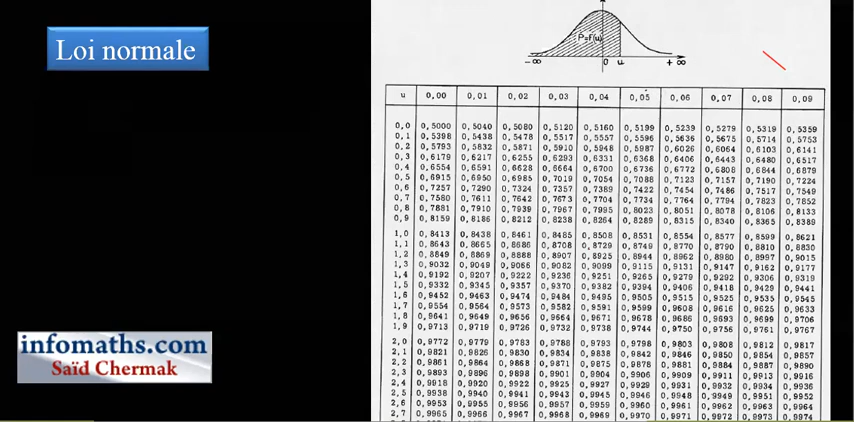 Loi normale
P=F(u)
-∞ 0 u +∞
u 0,00 0,01 0,02 0,03 0,04 0,05 0,06 0,07 0,08 0,09
0,0 0,5000 0,5040 0,5080 0,5120 0,5160 0,5199 0,5239 0,5279 0,5319 0,5359
0,1 0,5398 0,5438 0,5478 0,5517 0,5557 0,5596 0,5636 0,5675 0,5714 0,5753
0,2 0,5793 0,5832 0,5871 0,5910 0,5948 0,5987 0,6026 0,6064 0,6103 0,6141
0,3 0,6179 0,6217 0,6255 0,6293 0,6331 0,6368 0,6406 0,6443 0,6480 0,6517
0,4 0,6554 0,6591 0,6628 0,6664 0,6700 0,6736 0,6772 0,6808 0,6844 0,6879
0,5 0,6915 0,6950 0,6985 0,7019 0,7054 0,7088 0,7123 0,7157 0,7190 0,7224
0,6 0,7257 0,7290 0,7324 0,7357 0,7389 0,7422 0,7454 0,7486 0,7517 0,7549
0,7 0,7580 0,7611 0,7642 0,7673 0,7704 0,7734 0,7764 0,7794 0,7823 0,7852
0,8 0,7881 0,7910 0,7939 0,7967 0,7995 0,8023 0,8051 0,8078 0,8106 0,8133
0,9 0,8159 0,8186 0,8212 0,8238 0,8264 0,8289 0,8315 0,8340 0,8365 0,8389
1,0 0,8413 0,8438 0,8461 0,8485 0,8508 0,8531 0,8554 0,8577 0,8599 0,8621
1,1 0,8643 0,8665 0,8686 0,8708 0,8729 0,8749 0,8770 0,8790 0,8810 0,8830
1,2 0,8849 0,8869 0,8888 0,8907 0,8925 0,8944 0,8962 0,8980 0,8997 0,9015
1,3 0,9032 0,9049 0,9066 0,9082 0,9099 0,9115 0,9131 0,9147 0,9162 0,9177
1,4 0,9192 0,9207 0,9222 0,9236 0,9251 0,9265 0,9279 0,9292 0,9306 0,9319
1,5 0,9332 0,9345 0,9357 0,9370 0,9382 0,9394 0,9406 0,9418 0,9429 0,9441
1,6 0,9452 0,9463 0,9474 0,9484 0,9495 0,9505 0,9515 0,9525 0,9535 0,9545
1,7 0,9554 0,9564 0,9573 0,9582 0,9591 0,9599 0,9608 0,9616 0,9625 0,9633
1,8 0,9641 0,9649 0,9656 0,9664 0,9671 0,9678 0,9686 0,9693 0,9699 0,9706
1,9 0,9713 0,9719 0,9726 0,9732 0,9738 0,9744 0,9750 0,9756 0,9761 0,9767
2,0 0,9772 0,9779 0,9783 0,9788 0,9793 0,9798 0,9803 0,9808 0,9812 0,9817
2,1 0,9821 0,9826 0,9830 0,9834 0,9838 0,9842 0,9846 0,9850 0,9854 0,9857
2,2 0,9861 0,9864 0,9868 0,9871 0,9875 0,9878 0,9881 0,9884 0,9887 0,9890
2,3 0,9893 0,9896 0,9898 0,9901 0,9904 0,9906 0,9909 0,9911 0,9913 0,9916
2,4 0,9918 0,9920 0,9922 0,9925 0,9927 0,9929 0,9931 0,9932 0,9934 0,9936
2,5 0,9938 0,9940 0,9941 0,9943 0,9945 0,9946 0,9948 0,9949 0,9951 0,9952
2,6 0,9953 0,9955 0,9956 0,9957 0,9959 0,9960 0,9961 0,9962 0,9963 0,9964
2,7 0,9965 0,9966 0,9967 0,9968 0,9969 0,9970 0,9971 0,9972 0,9973 0,9974
infomaths.com
Saïd Chermak